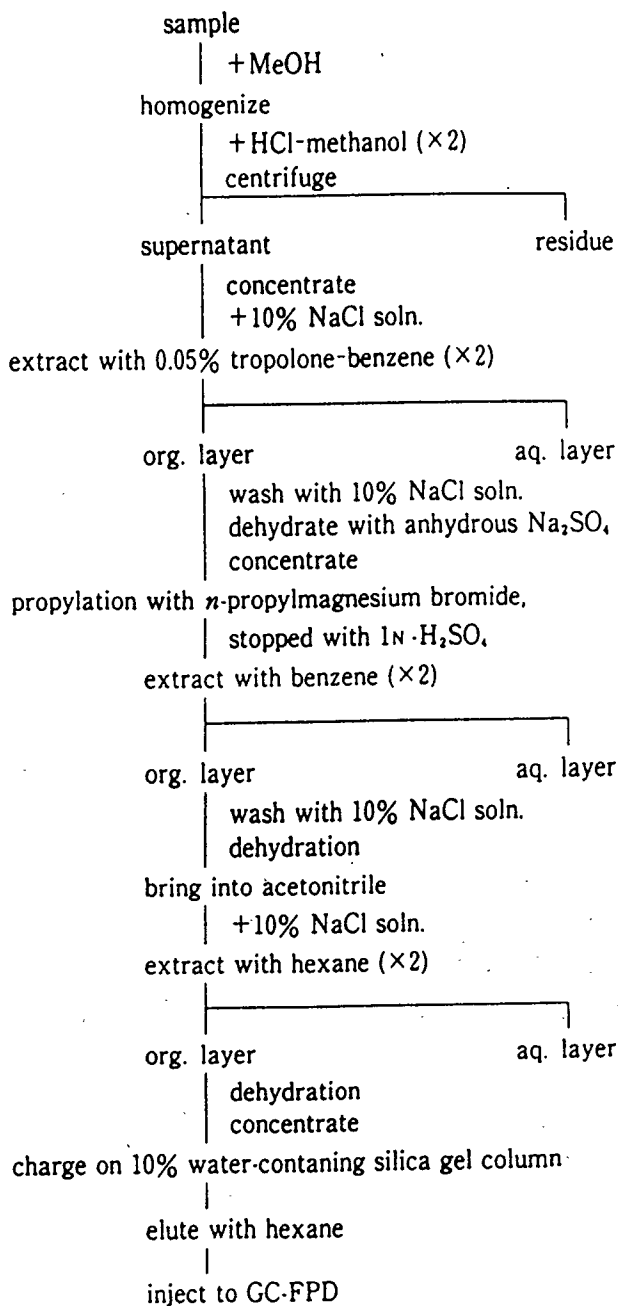 sample
+MeOH
homogenize
+HCl-methanol (×2)
centrifuge
supernatant residue
concentrate
+10% NaCl soln.
extract with 0.05% tropolone-benzene (×2)
org. layer aq. layer
wash with 10% NaCl soln.
dehydrate with anhydrous Na₂SO₄
concentrate
propylation with n-propylmagnesium bromide,
stopped with 1N·H₂SO₄
extract with benzene (×2)
org. layer aq. layer
wash with 10% NaCl soln.
dehydration
bring into acetonitrile
+10% NaCl soln.
extract with hexane (×2)
org. layer aq. layer
dehydration
concentrate
charge on 10% water-contaning silica gel column
elute with hexane
inject to GC-FPD